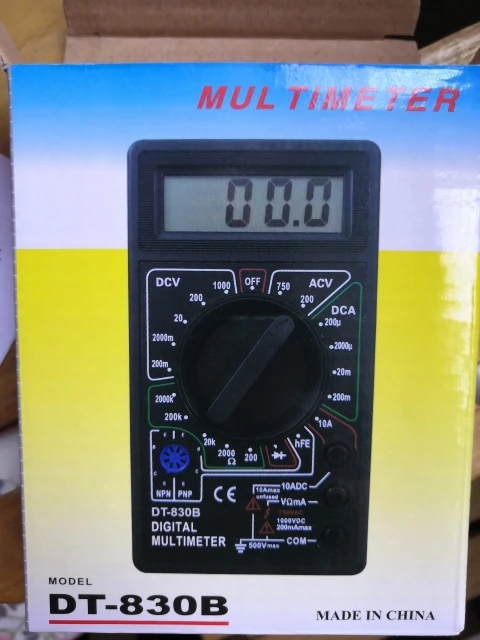 MULTIMETER
00.0
DCV
1000
OFF
750
ACV
200
200
DCA
20
200µ
2000m
2000µ
200m
20m
2000k
200m
200k
10A
20k
2000
Ω
200
hFE
E E
B B
C C
E E
NPN PNP
CE
10Amax
unfused
10ADC
VΩmA
750VAC
1000VDC
200mAmax
DT-830B
DIGITAL
MULTIMETER
500Vmax
COM
MODEL
DT-830B
MADE IN CHINA